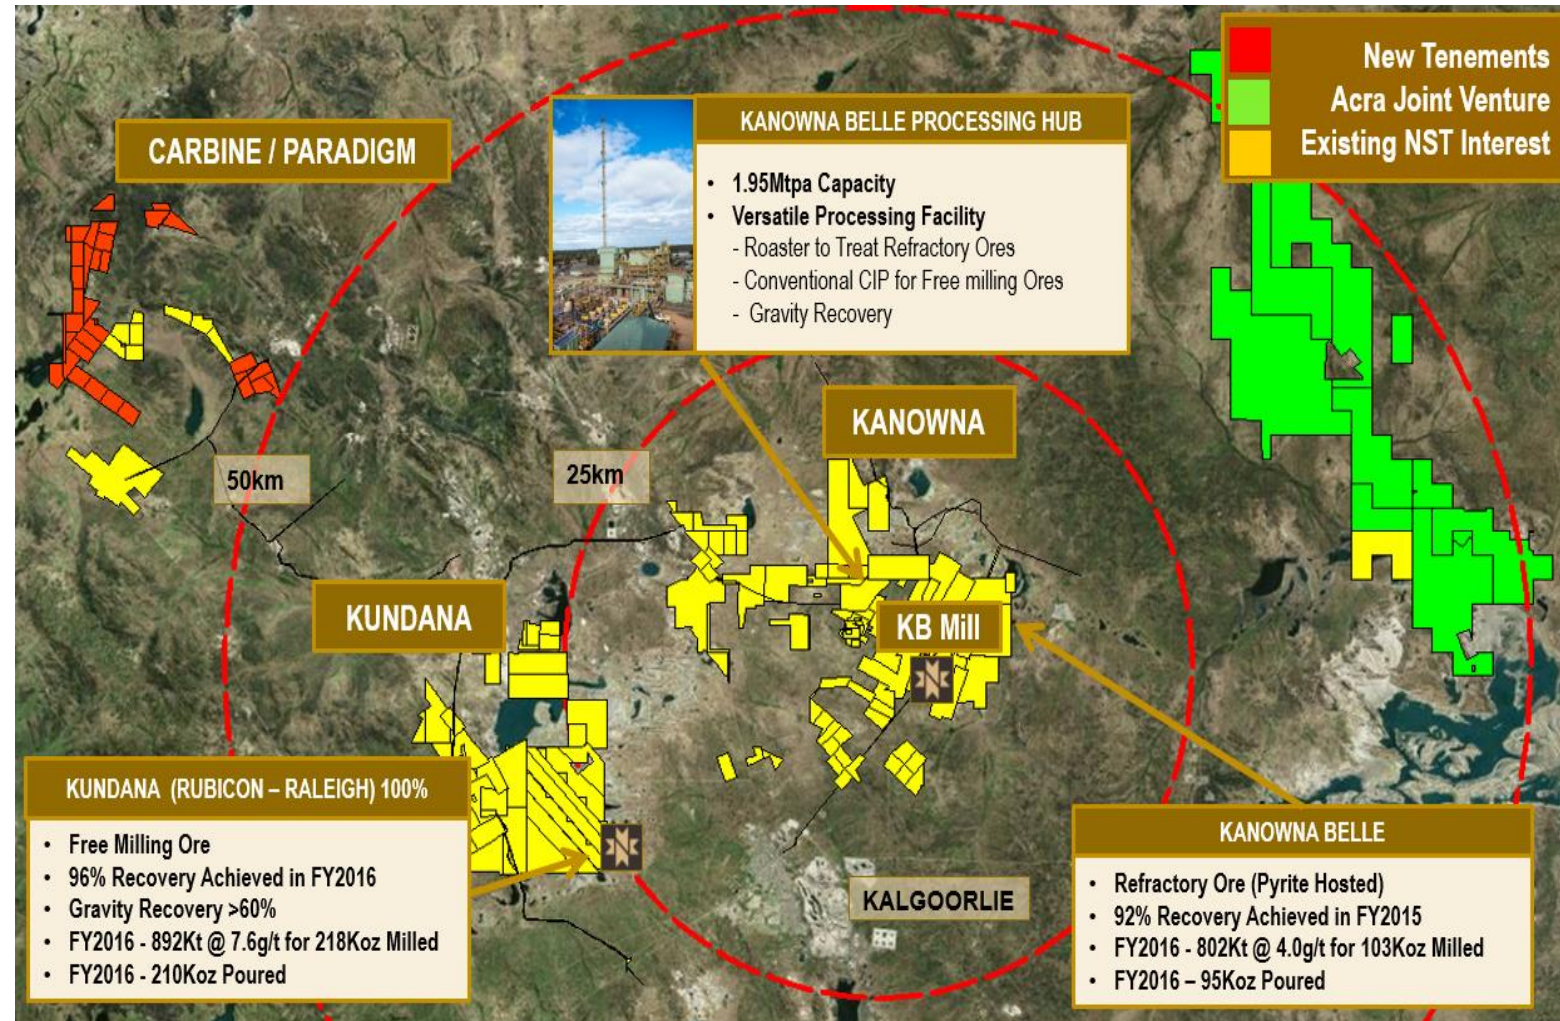 New Tenements
Acra Joint Venture
Existing NST Interest
CARBINE / PARADIGM
KANOWNA BELLE PROCESSING HUB
• 1.95Mtpa Capacity
• Versatile Processing Facility
- Roaster to Treat Refractory Ores
- Conventional CIP for Free milling Ores
- Gravity Recovery
KANOWNA
50km
25km
KUNDANA
KB Mill
KUNDANA (RUBICON – RALEIGH) 100%
• Free Milling Ore
• 96% Recovery Achieved in FY2016
• Gravity Recovery >60%
• FY2016 - 892Kt @ 7.6g/t for 218Koz Milled
• FY2016 - 210Koz Poured
KALGOORLIE
KANOWNA BELLE
• Refractory Ore (Pyrite Hosted)
• 92% Recovery Achieved in FY2015
• FY2016 - 802Kt @ 4.0g/t for 103Koz Milled
• FY2016 – 95Koz Poured